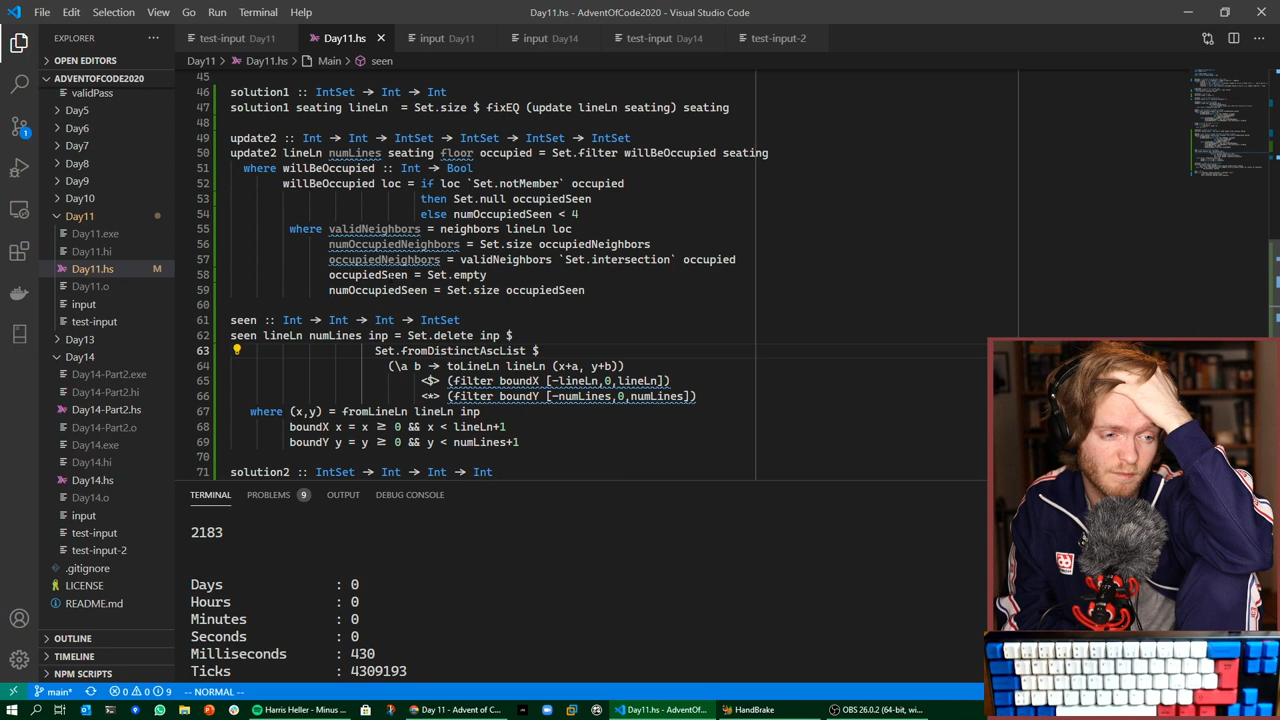 File Edit Selection View Go Run Terminal Help
Day11.hs - AdventOfCode2020 - Visual Studio Code
EXPLORER
test-input Day11
Day11.hs
input Day11
input Day14
test-input Day14
test-input-2
OPEN EDITORS
Day11 > Day11.hs > Main > seen
ADVENTOFCODE2020
validPass
Day5
Day6
Day7
Day8
Day9
Day10
Day11
Day11.exe
Day11.hi
Day11.hs M
Day11.o
input
test-input
Day13
Day14
Day14-Part2.exe
Day14-Part2.hi
Day14-Part2.hs
Day14-Part2.o
Day14.exe
Day14.hi
Day14.hs
Day14.o
input
test-input
test-input-2
.gitignore
LICENSE
README.md
OUTLINE
TIMELINE
NPM SCRIPTS
1
45
46 solution1 :: IntSet → Int → Int
47 solution1 seating lineLn = Set.size $ fixEQ (update lineLn seating) seating
48
49 update2 :: Int → Int → IntSet → IntSet → IntSet → IntSet
50 update2 lineLn numLines seating floor occupied = Set.filter willBeOccupied seating
51 where willBeOccupied :: Int → Bool
52 willBeOccupied loc = if loc `Set.notMember` occupied
53 then Set.null occupiedSeen
54 else numOccupiedSeen < 4
55 where validNeighbors = neighbors lineLn loc
56 numOccupiedNeighbors = Set.size occupiedNeighbors
57 occupiedNeighbors = validNeighbors `Set.intersection` occupied
58 occupiedSeen = Set.empty
59 numOccupiedSeen = Set.size occupiedSeen
60
61 seen :: Int → Int → Int → IntSet
62 seen lineLn numLines inp = Set.delete inp $
63 Set.fromDistinctAscList $
64 (\a b → toLineLn lineLn (x+a, y+b))
65 <$> (filter boundX [-lineLn,0,lineLn])
66 <*> (filter boundY [-numLines,0,numLines])
67 where (x,y) = fromLineLn lineLn inp
68 boundX x = x ≥ 0 && x < lineLn+1
69 boundY y = y ≥ 0 && y < numLines+1
70
71 solution2 :: IntSet → Int → Int → Int
TERMINAL PROBLEMS 9 OUTPUT DEBUG CONSOLE
2183
Days : 0
Hours : 0
Minutes : 0
Seconds : 0
Milliseconds : 430
Ticks : 4309193
main* 0 0 9 -- NORMAL --
Harris Heller - Minus ...
Day 11 - Advent of C...
Day11.hs - AdventOf...
HandBrake
OBS 26.0.2 (64-bit, wi...